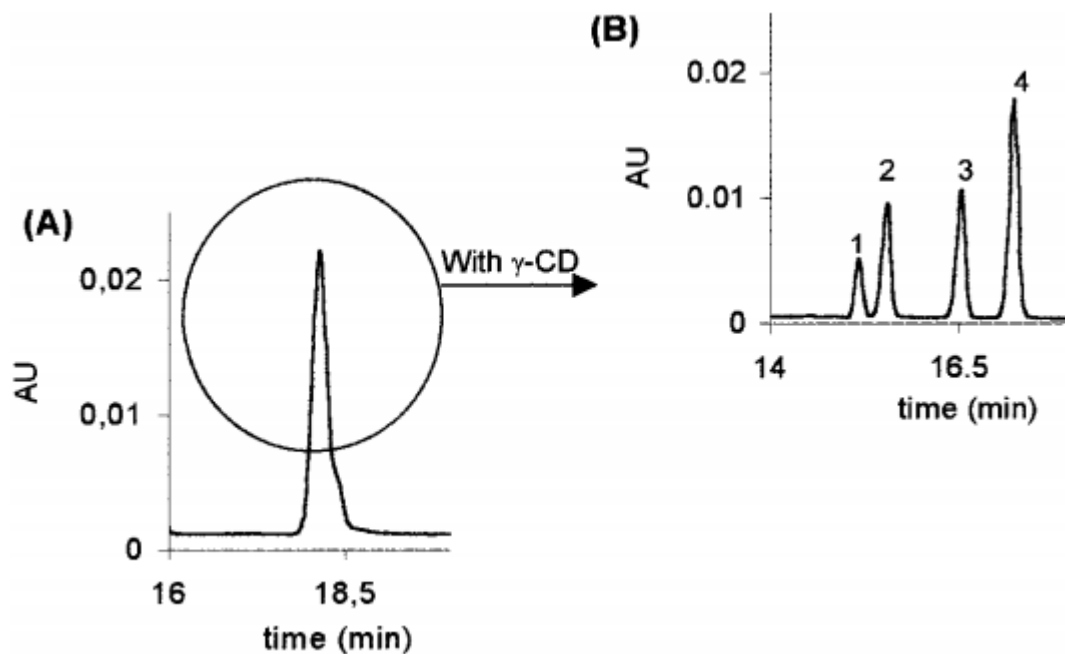 (A)
0,02
0,01
0
AU
16
18,5
time (min)
With γ-CD
(B)
0.02
0.01
0
AU
1
2
3
4
14
16.5
time (min)